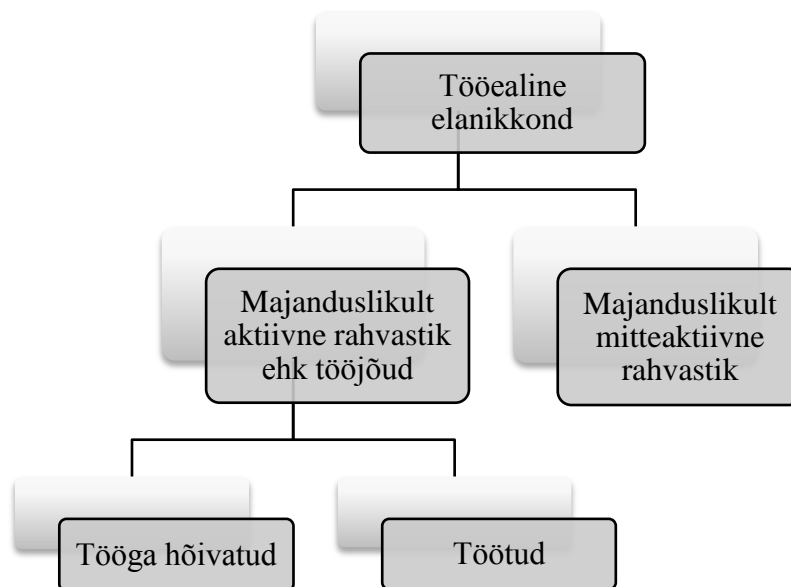 Tööealine
elanikkond
Majanduslikult
aktiivne rahvastik
ehk tööjõud
Majanduslikult
mitteaktiivne
rahvastik
Tööga hõivatud
Töötud